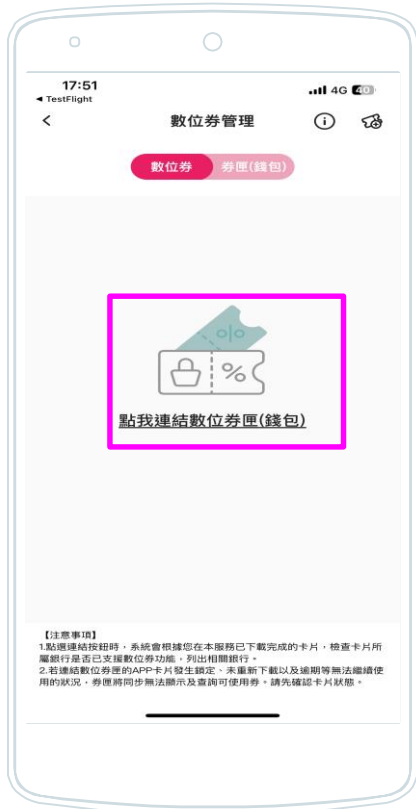 17:51
4G 40
◄ TestFlight
數位券管理
數位券 券匣(錢包)
點我連結數位券匣(錢包)
【注意事項】
1.點選連結按鈕時，系統會根據您在本服務已下載完成的卡片，檢查卡片所
屬銀行是否已支援數位券功能，列出相關銀行。
2.若連結數位券匣的APP卡片發生鎖定、未重新下載以及逾期等無法繼續使
用的狀況，券匣將同步無法顯示及查詢可使用券。請先確認卡片狀態。